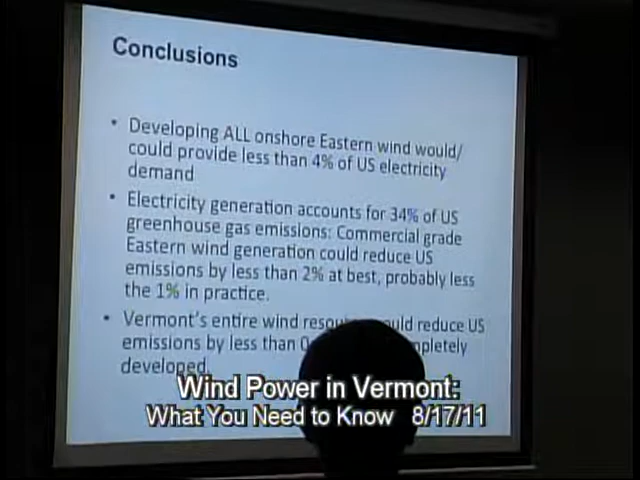 Conclusions
• Developing ALL onshore Eastern wind would/
could provide less than 4% of US electricity
demand
• Electricity generation accounts for 34% of US
greenhouse gas emissions: Commercial grade
Eastern wind generation could reduce US
emissions by less than 2% at best, probably less
the 1% in practice.
• Vermont's entire wind reduce US
emissions by less than
developed.
Wind Power in Vermont:
What You Need to Know 8/17/11